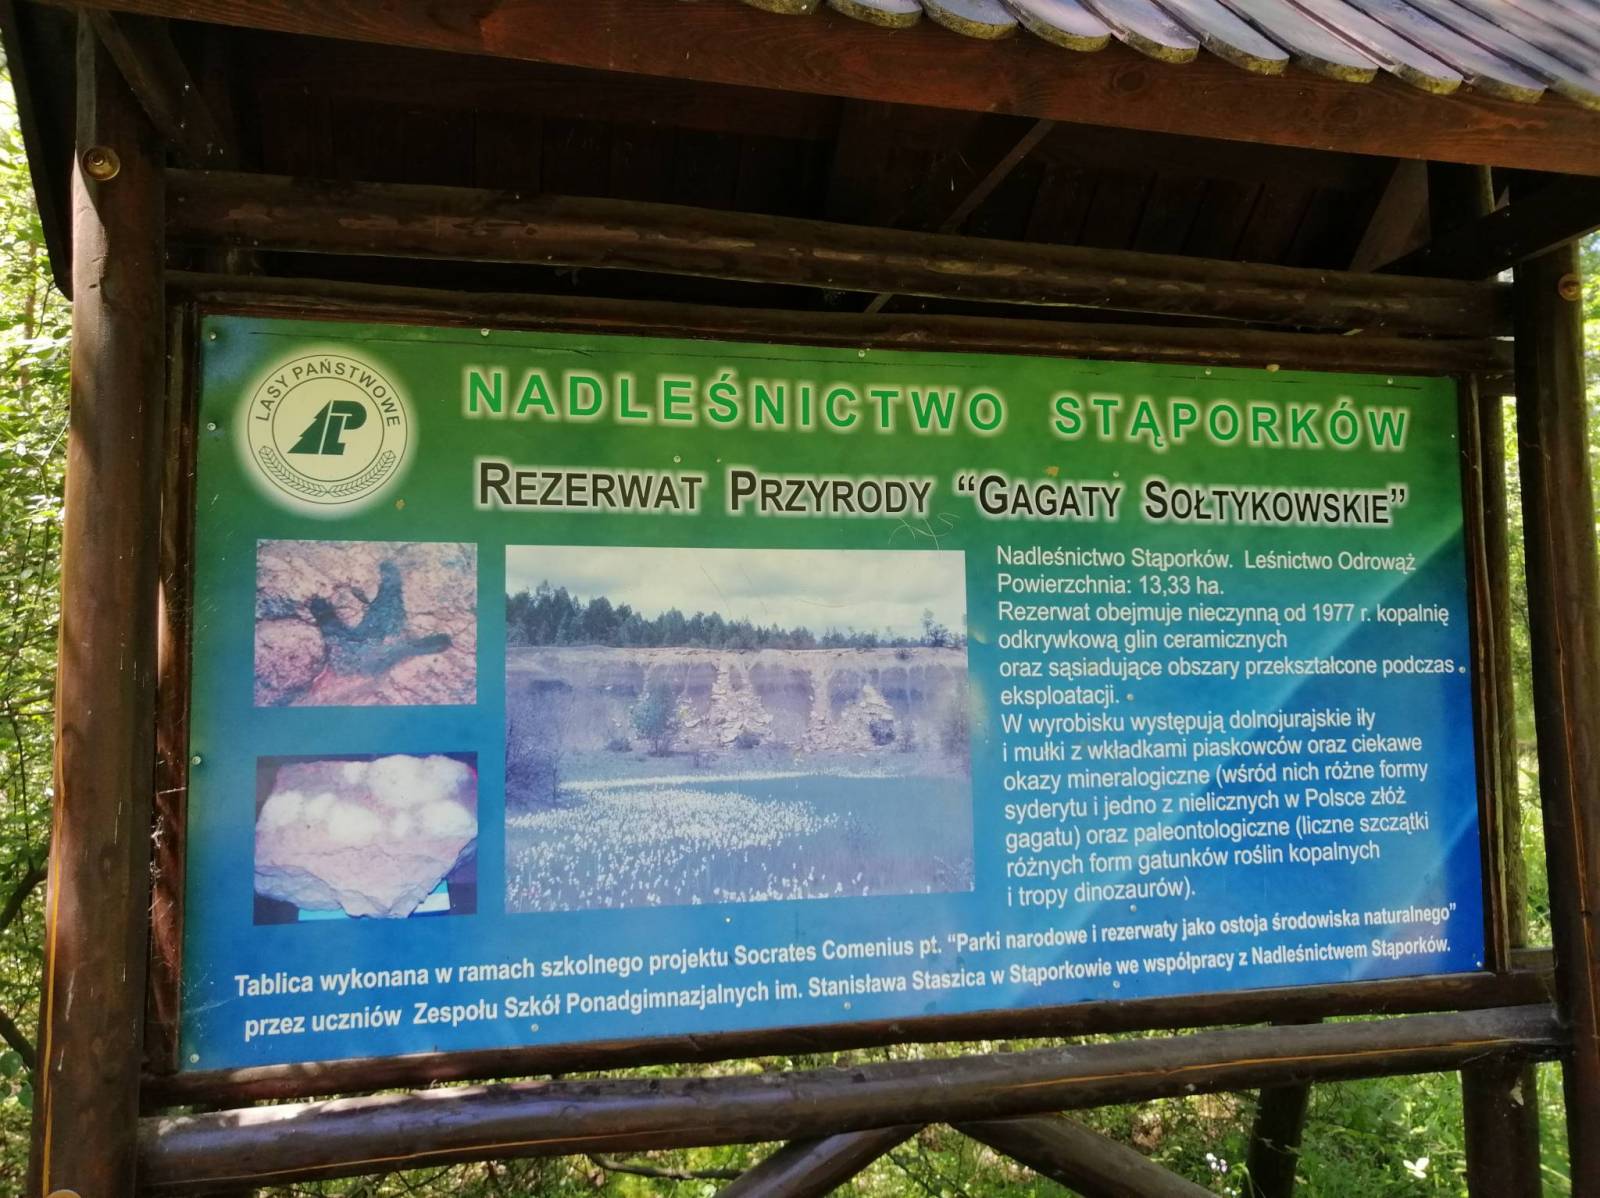 LASY PAŃSTWOWE
LP
NADLEŚNICTWO STĄPORKÓW
REZERWAT PRZYRODY “GAGATY SOŁTYKOWSKIE”
Nadleśnictwo Stąporków. Leśnictwo Odrowąż
Powierzchnia: 13,33 ha.
Rezerwat obejmuje nieczynną od 1977 r. kopalnię
odkrywkową glin ceramicznych
oraz sąsiadujące obszary przekształcone podczas
eksploatacji.
W wyrobisku występują dolnojurajskie iły
i mułki z wkładkami piaskowców oraz ciekawe
okazy mineralogiczne (wśród nich różne formy
syderytu i jedno z nielicznych w Polsce złóż
gagatu) oraz paleontologiczne (liczne szczątki
różnych form gatunków roślin kopalnych
i tropy dinozaurów).
Tablica wykonana w ramach szkolnego projektu Socrates Comenius pt. “Parki narodowe i rezerwaty jako ostoja środowiska naturalnego”
przez uczniów Zespołu Szkół Ponadgimnazjalnych im. Stanisława Staszica w Stąporkowie we współpracy z Nadleśnictwem Stąporków.